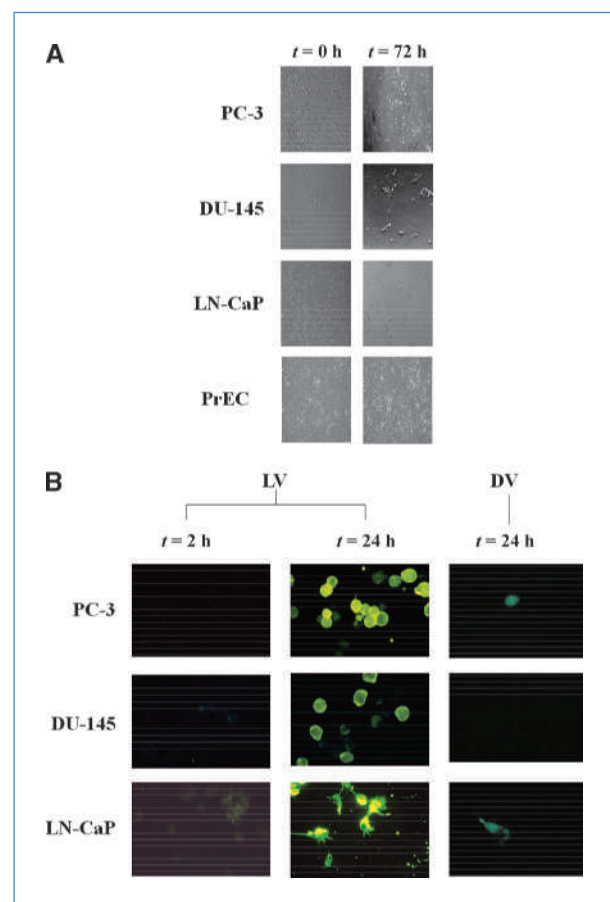 A
t = 0 h t = 72 h
PC-3
DU-145
LN-CaP
PrEC
B
LV DV
t = 2 h t = 24 h t = 24 h
PC-3
DU-145
LN-CaP